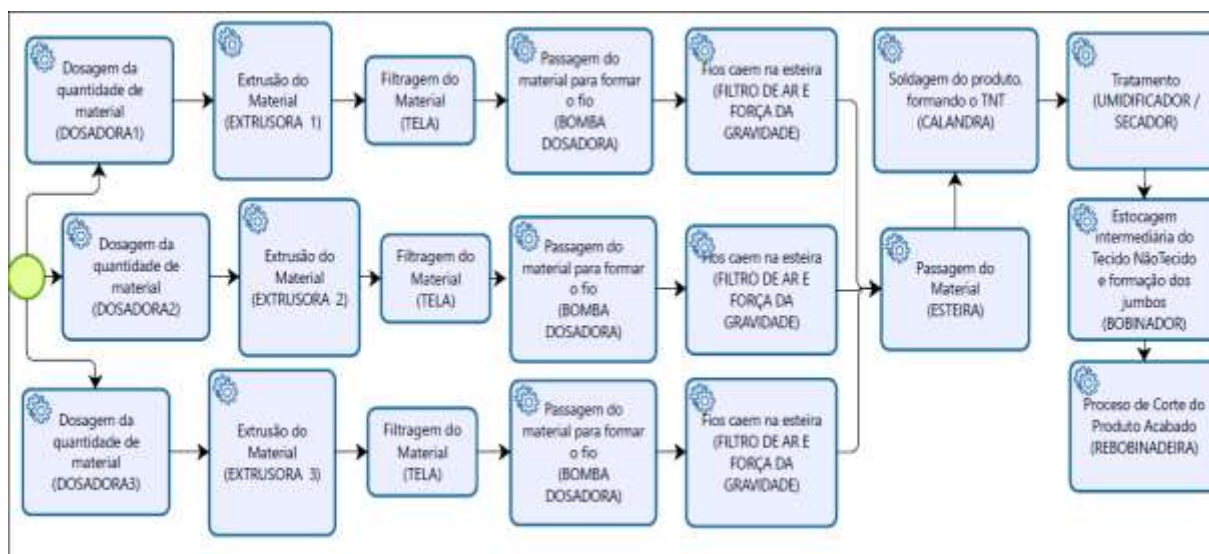 Dosagem da
quantidade de
material
(DOSADORA1)
Extrusão do
Material
(EXTRUSORA 1)
Filtragem do
Material
(TELA)
Passagem do
material para formar
o fio
(BOMBA
DOSADORA)
Fios caem na esteira
(FILTRO DE AR E
FORÇA DA
GRAVIDADE)
Soldagem do produto,
formando o TNT
(CALANDRA)
Tratamento
(UMIDIFICADOR /
SECADOR)
Dosagem da
quantidade de
material
(DOSADORA2)
Extrusão do
Material
(EXTRUSORA 2)
Filtragem do
Material
(TELA)
Passagem do
material para formar
o fio
(BOMBA
DOSADORA)
Fios caem na esteira
(FILTRO DE AR E
FORÇA DA
GRAVIDADE)
Passagem do
Material
(ESTEIRA)
Estocagem
intermediária do
Tecido NãoTecido
e formação dos
jumbos
(BOBINADOR)
Dosagem da
quantidade de
material
(DOSADORA3)
Extrusão do
Material
(EXTRUSORA 3)
Filtragem do
Material
(TELA)
Passagem do
material para formar
o fio
(BOMBA
DOSADORA)
Fios caem na esteira
(FILTRO DE AR E
FORÇA DA
GRAVIDADE)
Proceso de Corte do
Produto Acabado
(REBOBINADEIRA)